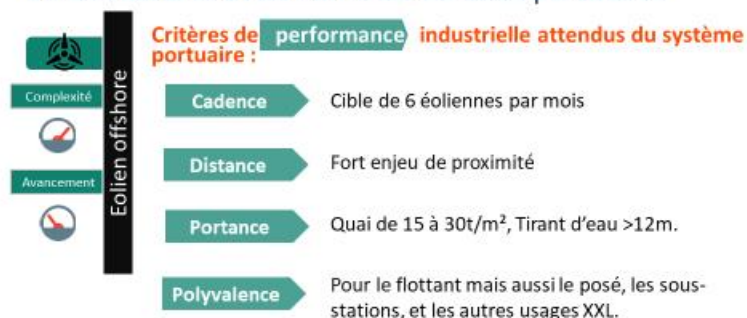 Critères de performance industrielle attendus du système
portuaire :
Complexité
Avancement
Eolien offshore
Cadence
Cible de 6 éoliennes par mois
Distance
Fort enjeu de proximité
Portance
Quai de 15 à 30t/m², Tirant d'eau >12m.
Polyvalence
Pour le flottant mais aussi le posé, les sous-
stations, et les autres usages XXL.